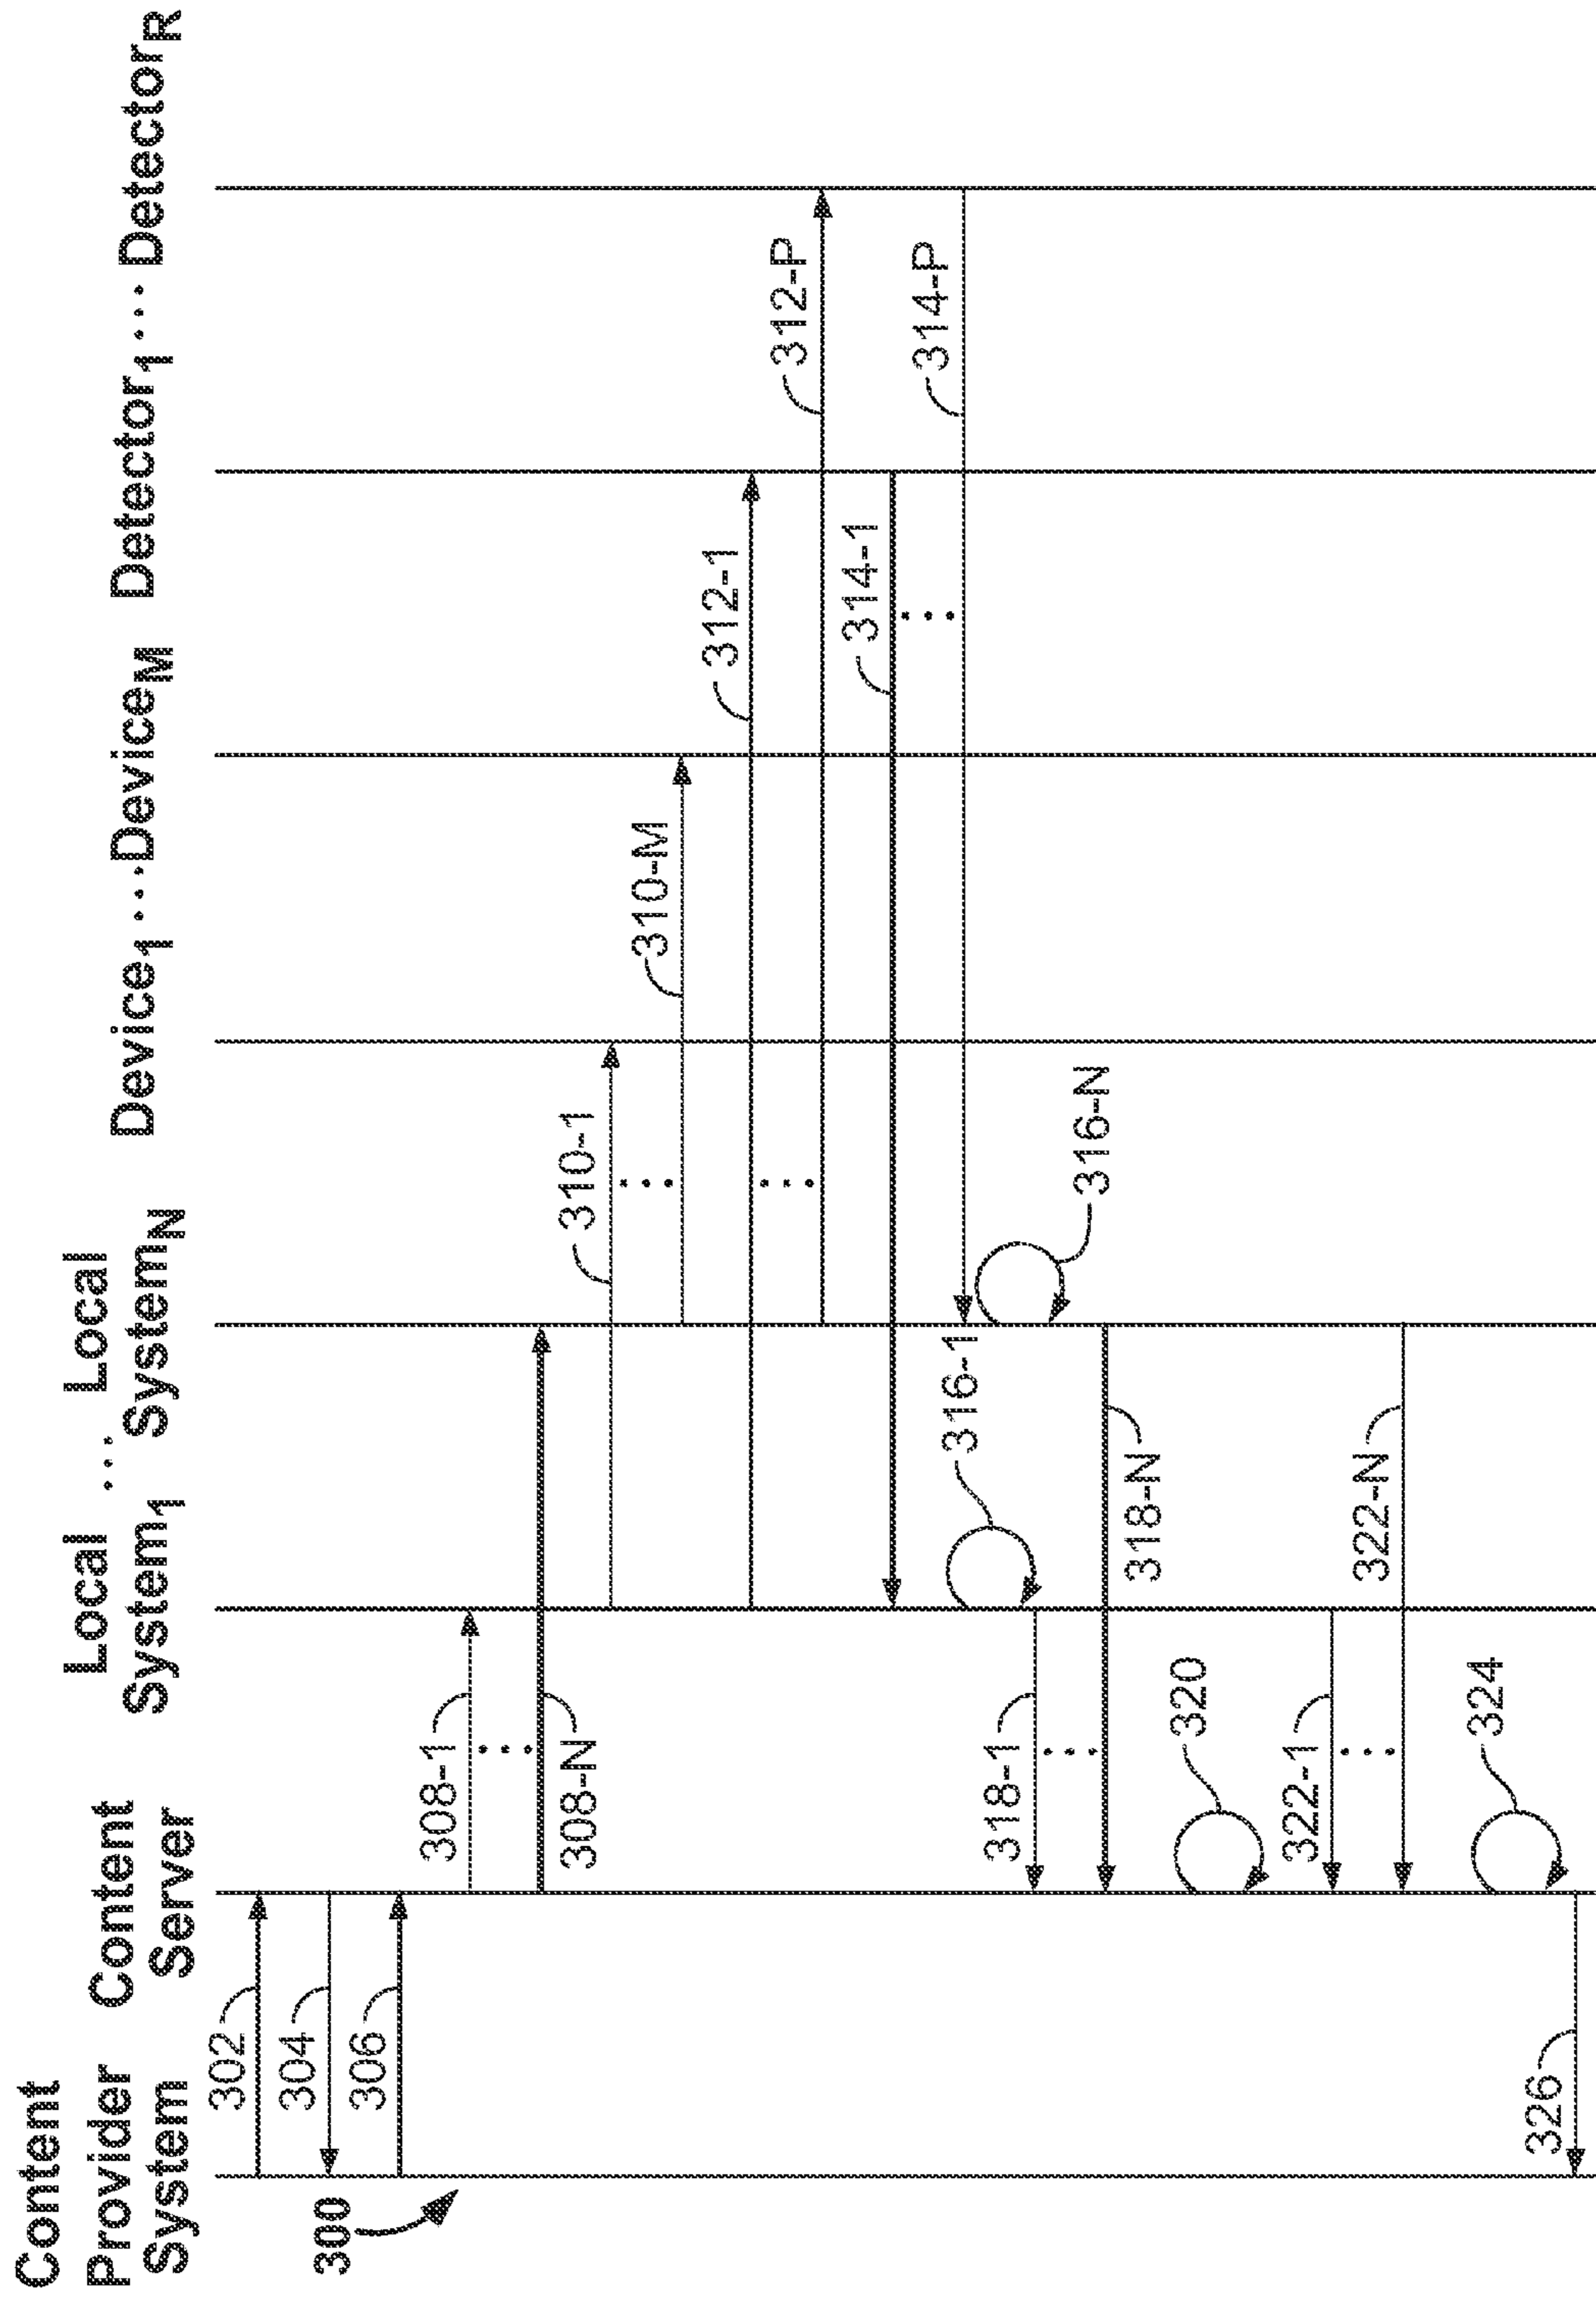 Content
Provider
System
Content
Server
Local
System1
...
Local
SystemN
Device1
...
DeviceM
Detector1
...
DetectorR
302
304
306
300
308-1
...
308-N
310-1
...
310-M
312-1
...
312-P
314-1
...
314-P
316-1
316-N
318-1
...
318-N
320
322-1
...
322-N
324
326